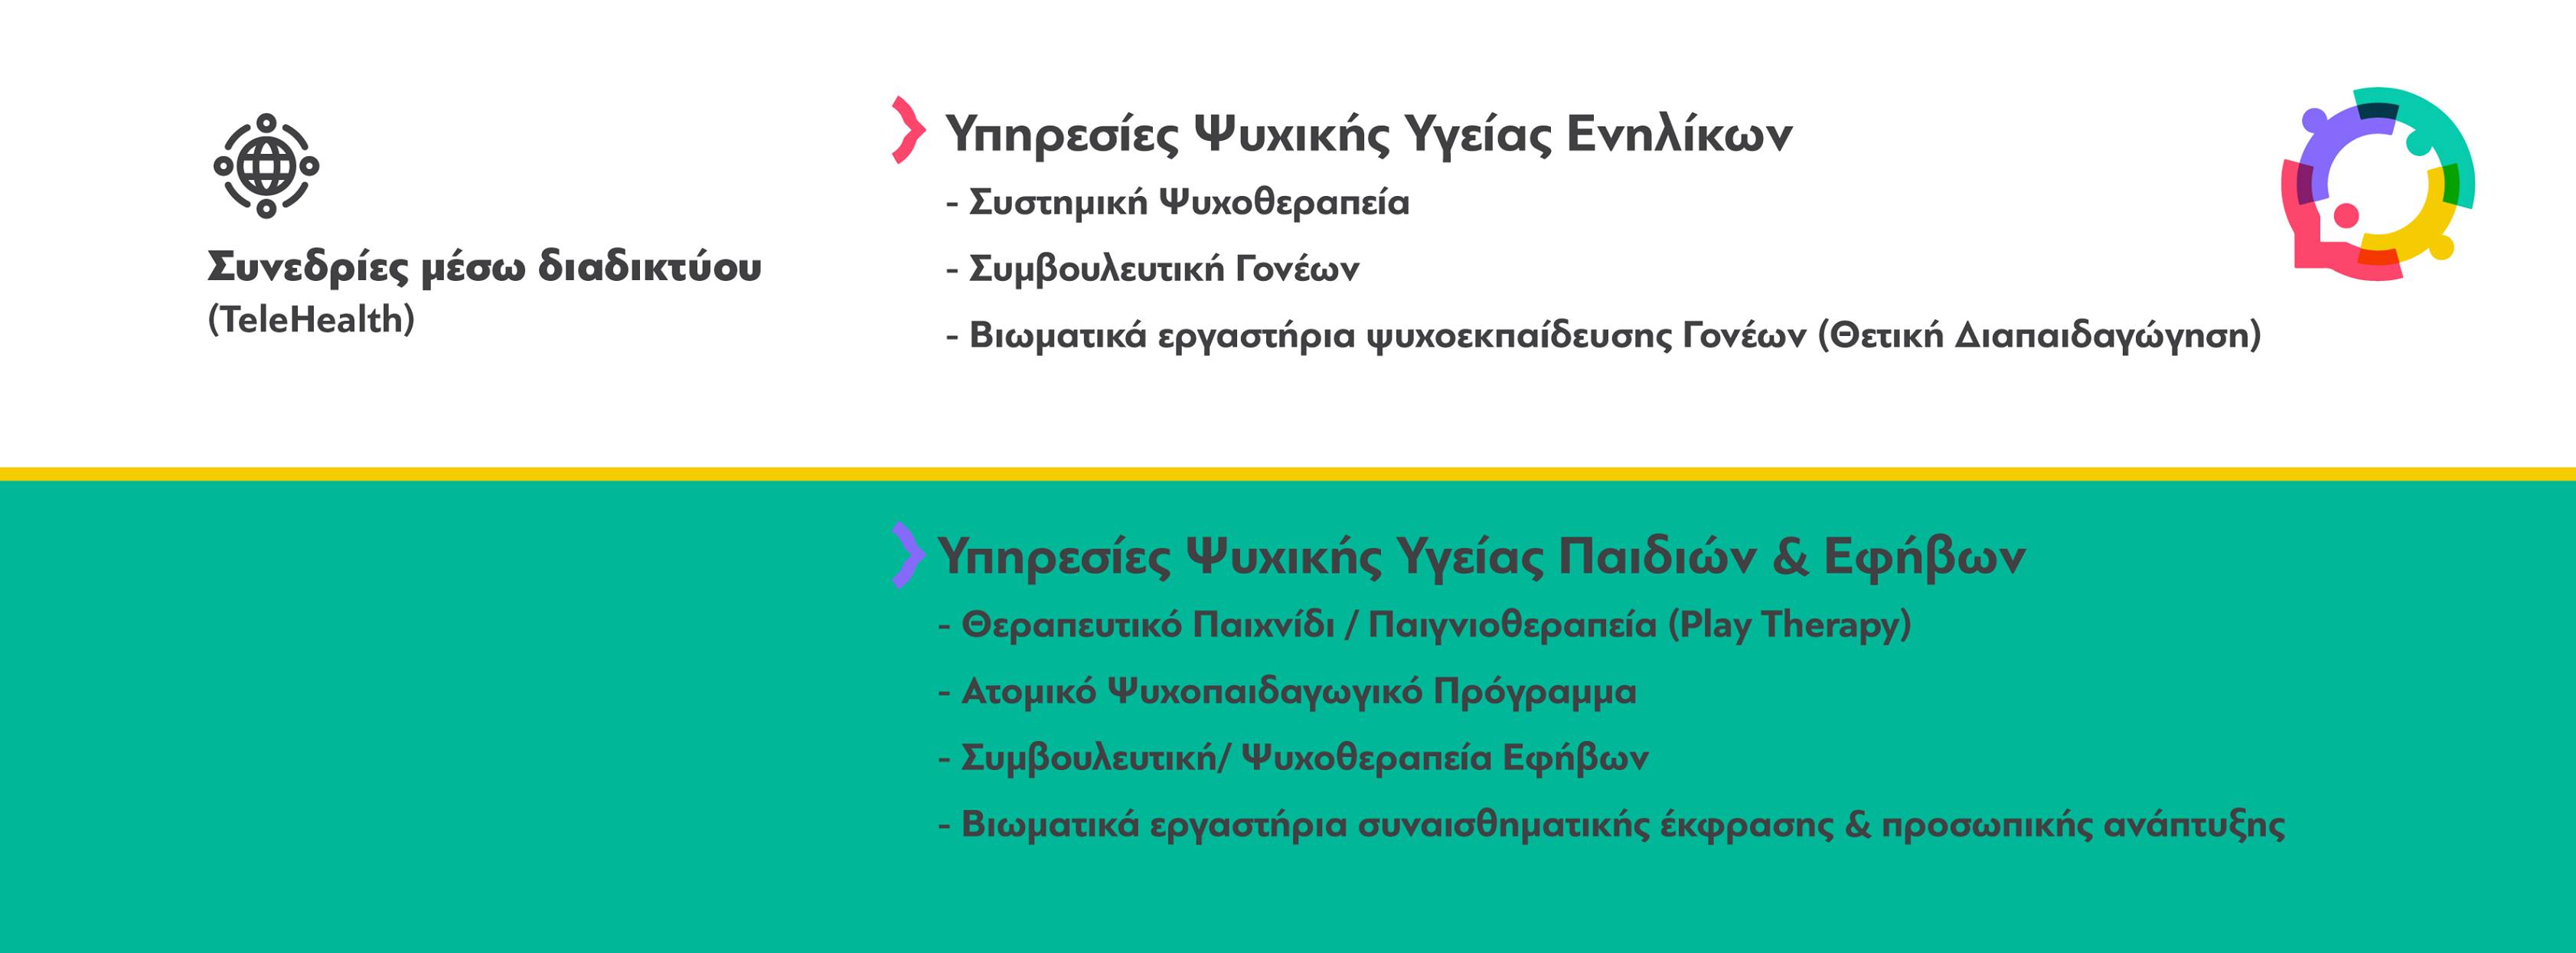 Συνεδρίες μέσω διαδικτύου
(TeleHealth)
Υπηρεσίες Ψυχικής Υγείας Ενηλίκων
- Συστημική Ψυχοθεραπεία
- Συμβουλευτική Γονέων
- Βιωματικά εργαστήρια ψυχοεκπαίδευσης Γονέων (Θετική Διαπαιδαγώγηση)
Υπηρεσίες Ψυχικής Υγείας Παιδιών & Εφήβων
- Θεραπευτικό Παιχνίδι / Παιγνιοθεραπεία (Play Therapy)
- Ατομικό Ψυχοπαιδαγωγικό Πρόγραμμα
- Συμβουλευτική/ Ψυχοθεραπεία Εφήβων
- Βιωματικά εργαστήρια συναισθηματικής έκφρασης & προσωπικής ανάπτυξης